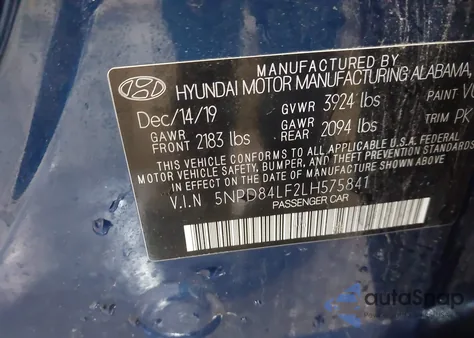 MANUFACTURED BY
HYUNDAI MOTOR MANUFACTURING ALABAMA,
Dec/14/19 GVWR 3924 lbs PAINT
GAWR FRONT 2183 lbs GAWR REAR 2094 lbs TRIM PK
THIS VEHICLE CONFORMS TO ALL APPLICABLE U.S.A. FEDERAL
MOTOR VEHICLE SAFETY, BUMPER, AND THEFT PREVENTION STANDARDS
IN EFFECT ON THE DATE OF MANUFACTURE SHOWN ABOVE.
V.I.N 5NPD84LF2LH575841
PASSENGER CAR
autoSnap